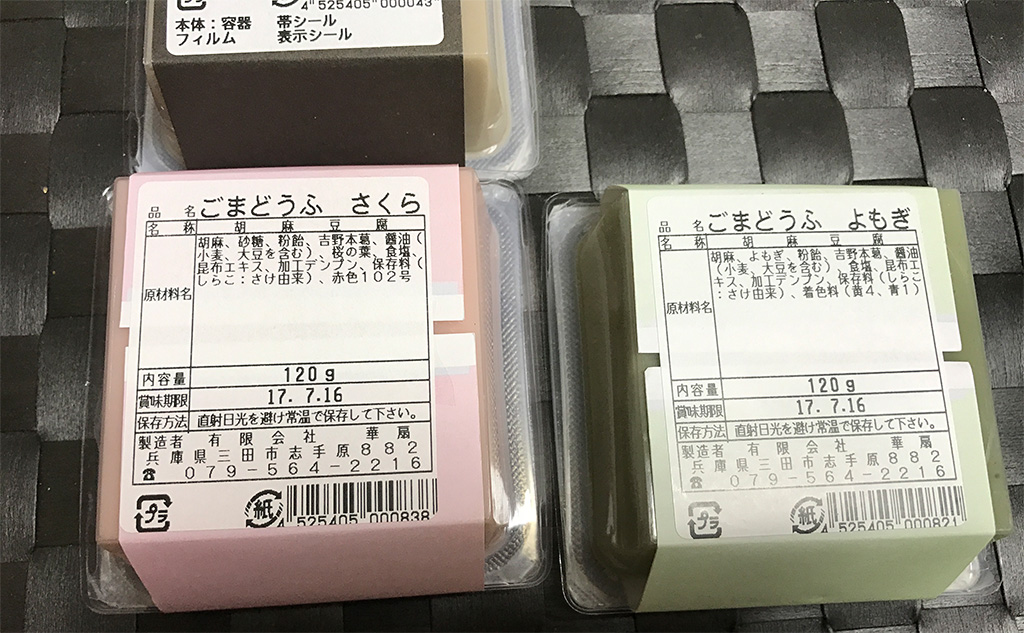 4 525405 000043
本体：容器　帯シール
フィルム　表示シール
品名 ごまどうふ　さくら
名称 胡麻豆腐
原材料名 胡麻、砂糖、粉飴、吉野本葛、醤油(
小麦、大豆を含む)、桜の葉、食塩、
昆布エキス、加工デンプン、保存料(
しらこ：さけ由来)、赤色１０２号
内容量 120ｇ
賞味期限 17. 7.16
保存方法 直射日光を避け常温で保存して下さい。
製造者 有限会社 華扇
兵庫県三田市志手原８８２
☎ ０７９－５６４－２２１６
プラ
紙
4 525405 000838
品名 ごまどうふ　よもぎ
名称 胡麻豆腐
原材料名 胡麻、よもぎ、粉飴、吉野本葛、醤油
(小麦、大豆を含む)、食塩、昆布エ
キス、加工デンプン、保存料(しらこ
：さけ由来)、着色料(黄４、青１)
内容量 120ｇ
賞味期限 17. 7.16
保存方法 直射日光を避け常温で保存して下さい。
製造者 有限会社 華扇
兵庫県三田市志手原８８２
☎ ０７９－５６４－２２１６
プラ
紙
4 525405 000821